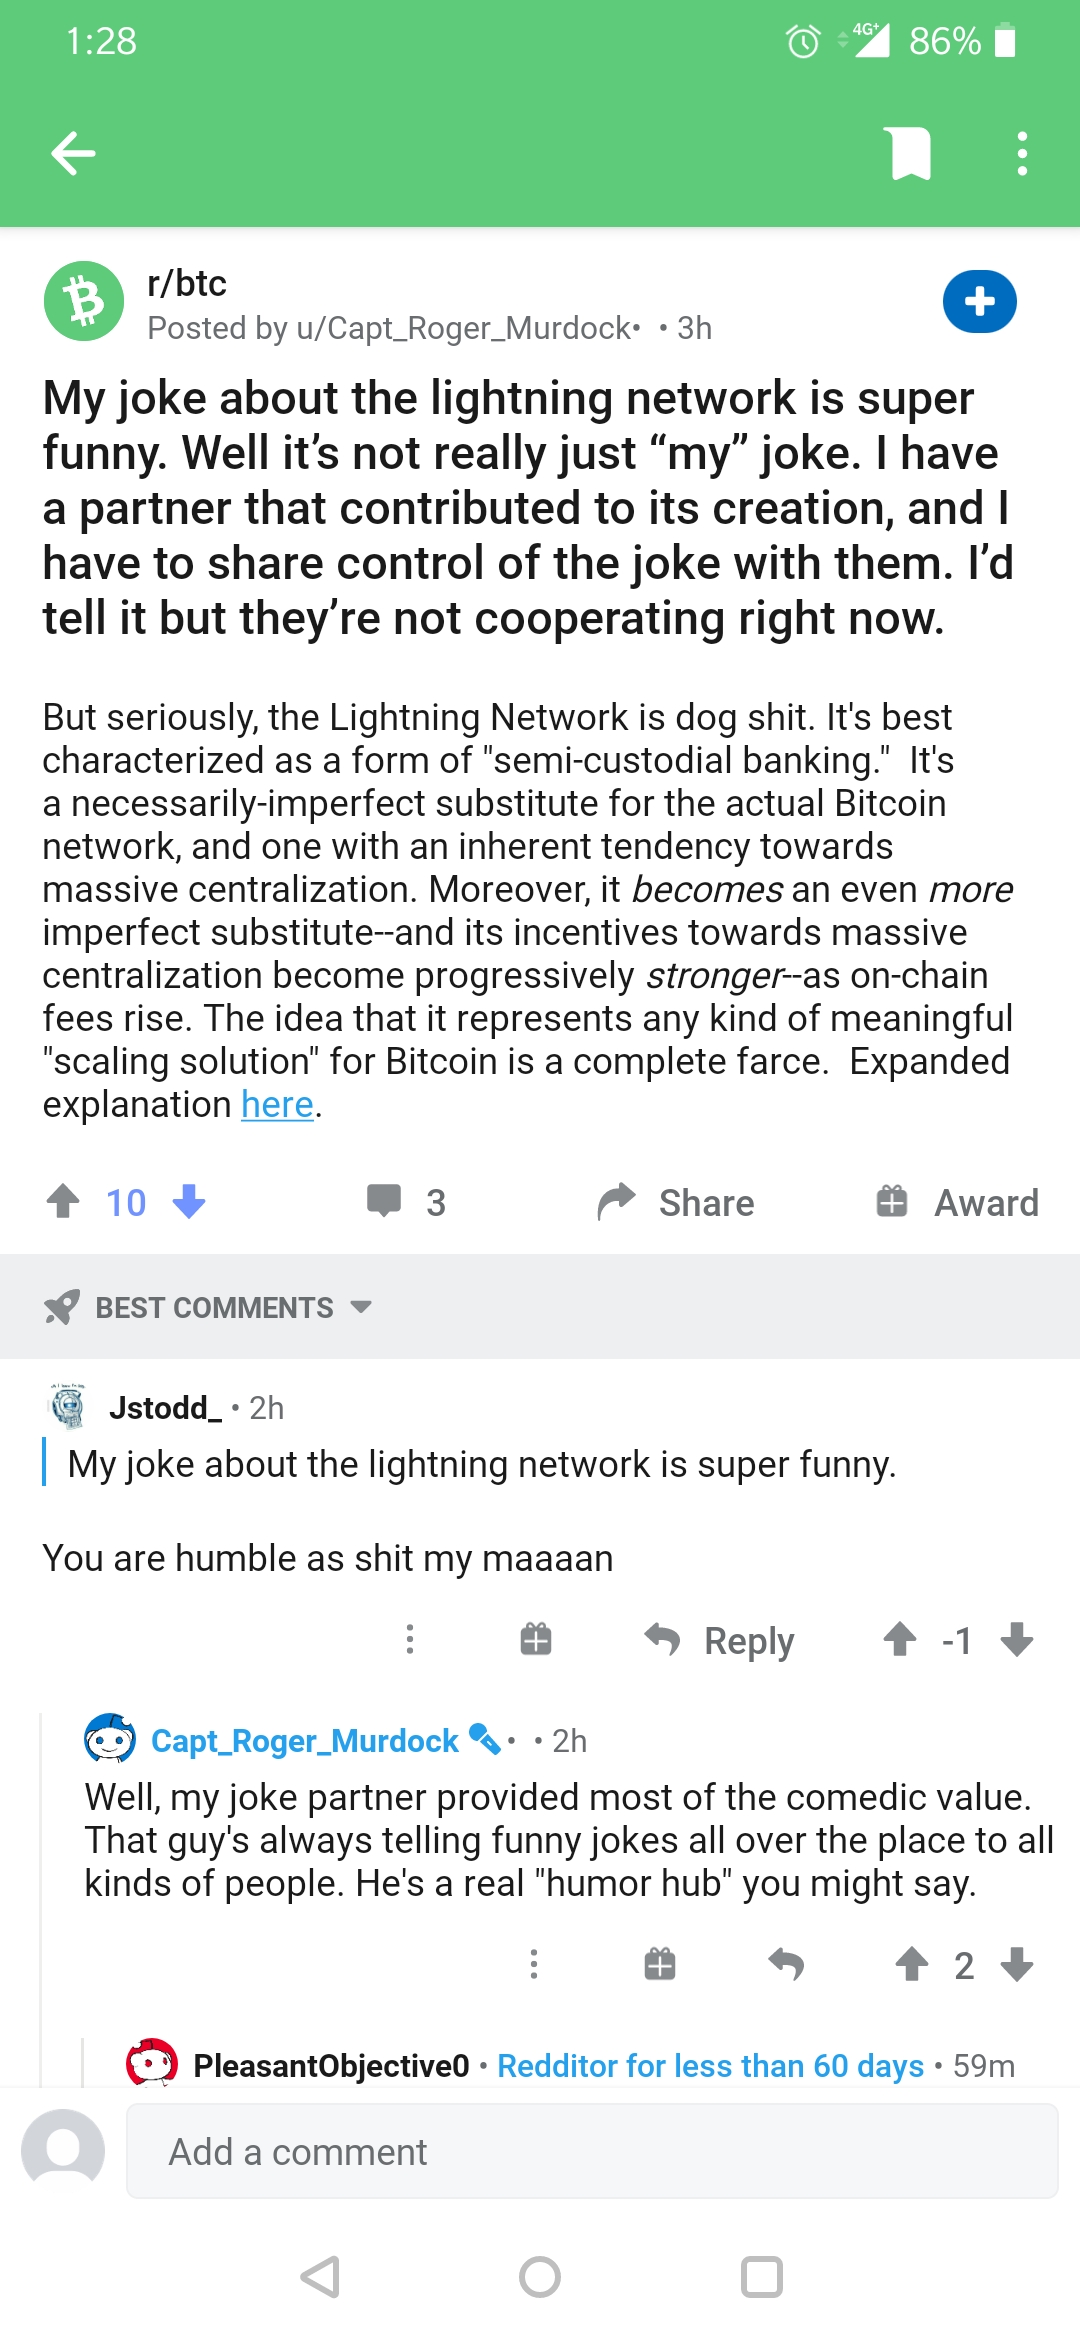 1:28
4G+ 86%
r/btc
Posted by u/Capt_Roger_Murdock• • 3h
My joke about the lightning network is super
funny. Well it’s not really just “my” joke. I have
a partner that contributed to its creation, and I
have to share control of the joke with them. I’d
tell it but they’re not cooperating right now.
But seriously, the Lightning Network is dog shit. It's best
characterized as a form of "semi-custodial banking."  It's
a necessarily-imperfect substitute for the actual Bitcoin
network, and one with an inherent tendency towards
massive centralization. Moreover, it becomes an even more
imperfect substitute--and its incentives towards massive
centralization become progressively stronger--as on-chain
fees rise. The idea that it represents any kind of meaningful
"scaling solution" for Bitcoin is a complete farce.  Expanded
explanation here.
10 3 Share Award
BEST COMMENTS
Jstodd_ • 2h
My joke about the lightning network is super funny.
You are humble as shit my maaaan
Reply -1
Capt_Roger_Murdock • • 2h
Well, my joke partner provided most of the comedic value.
That guy's always telling funny jokes all over the place to all
kinds of people. He's a real "humor hub" you might say.
2
PleasantObjective0 • Redditor for less than 60 days • 59m
Add a comment